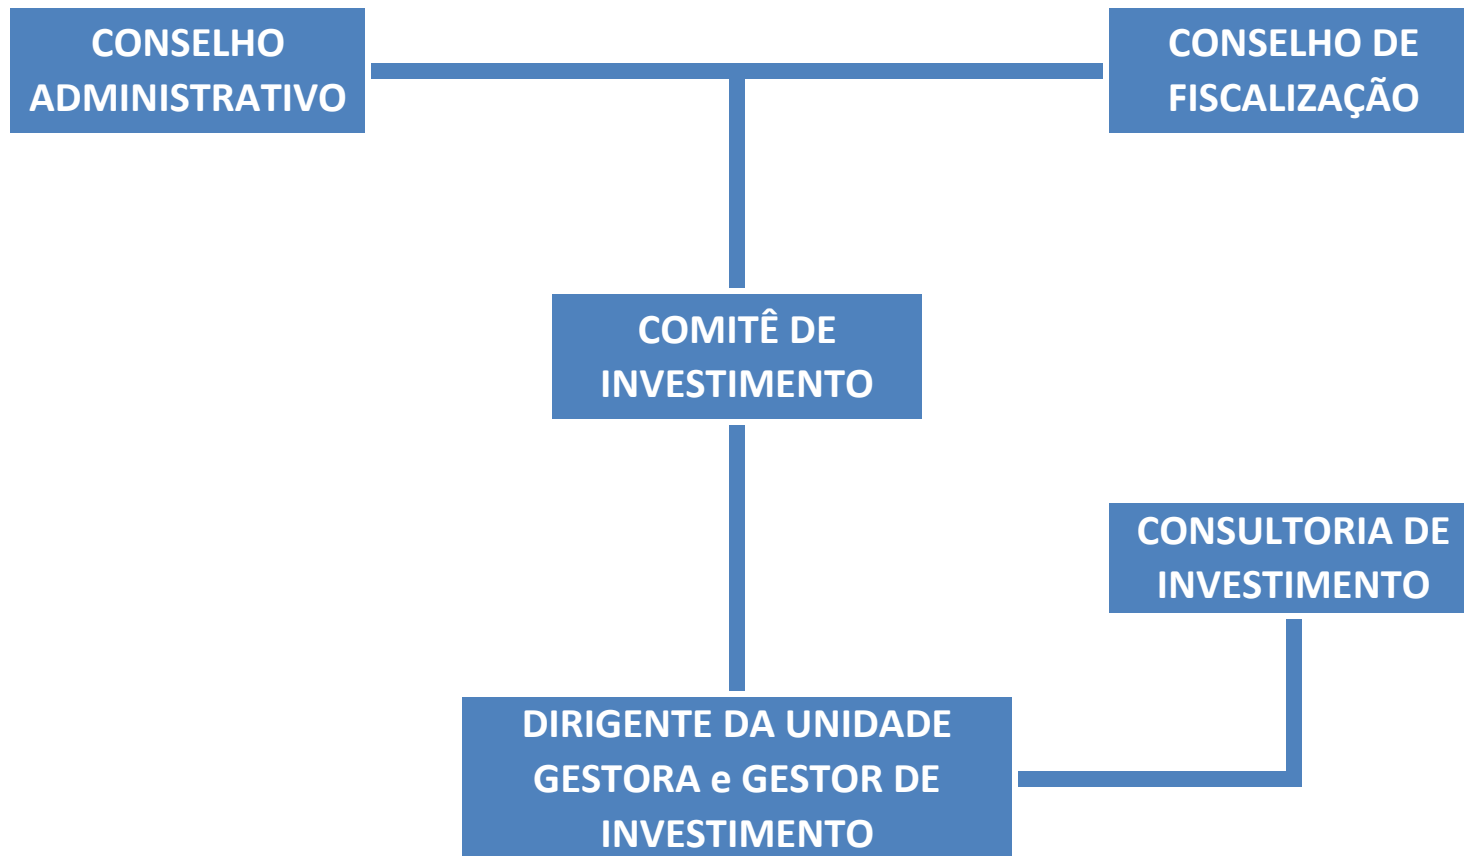 CONSELHO
ADMINISTRATIVO
CONSELHO DE
FISCALIZAÇÃO
COMITÊ DE
INVESTIMENTO
CONSULTORIA DE
INVESTIMENTO
DIRIGENTE DA UNIDADE
GESTORA e GESTOR DE
INVESTIMENTO